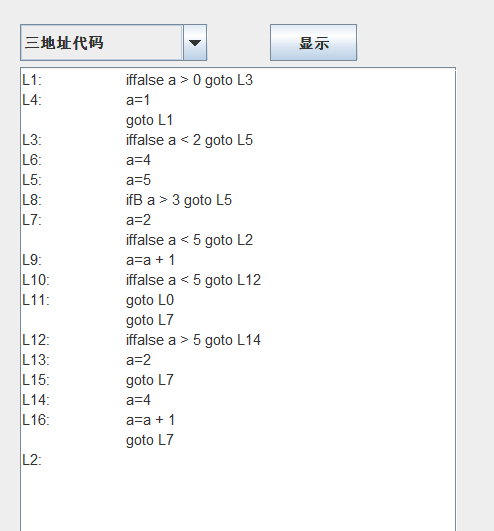 三地址代码 显示
L1: iffalse a > 0 goto L3
L4: a=1
goto L1
L3: iffalse a < 2 goto L5
L6: a=4
L5: a=5
L8: ifB a > 3 goto L5
L7: a=2
iffalse a < 5 goto L2
L9: a=a + 1
L10: iffalse a < 5 goto L12
L11: goto L0
goto L7
L12: iffalse a > 5 goto L14
L13: a=2
L15: goto L7
L14: a=4
L16: a=a + 1
goto L7
L2: